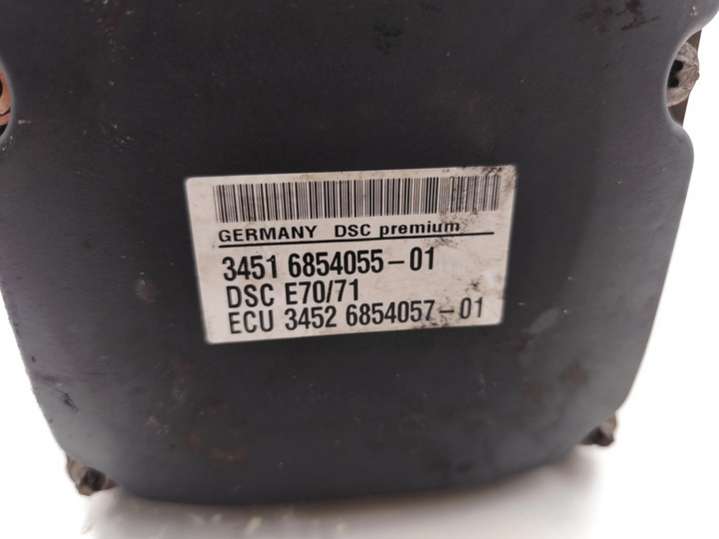 GERMANY DSC premium
3451 6854055-01
DSC E70/71
ECU 3452 6854057-01